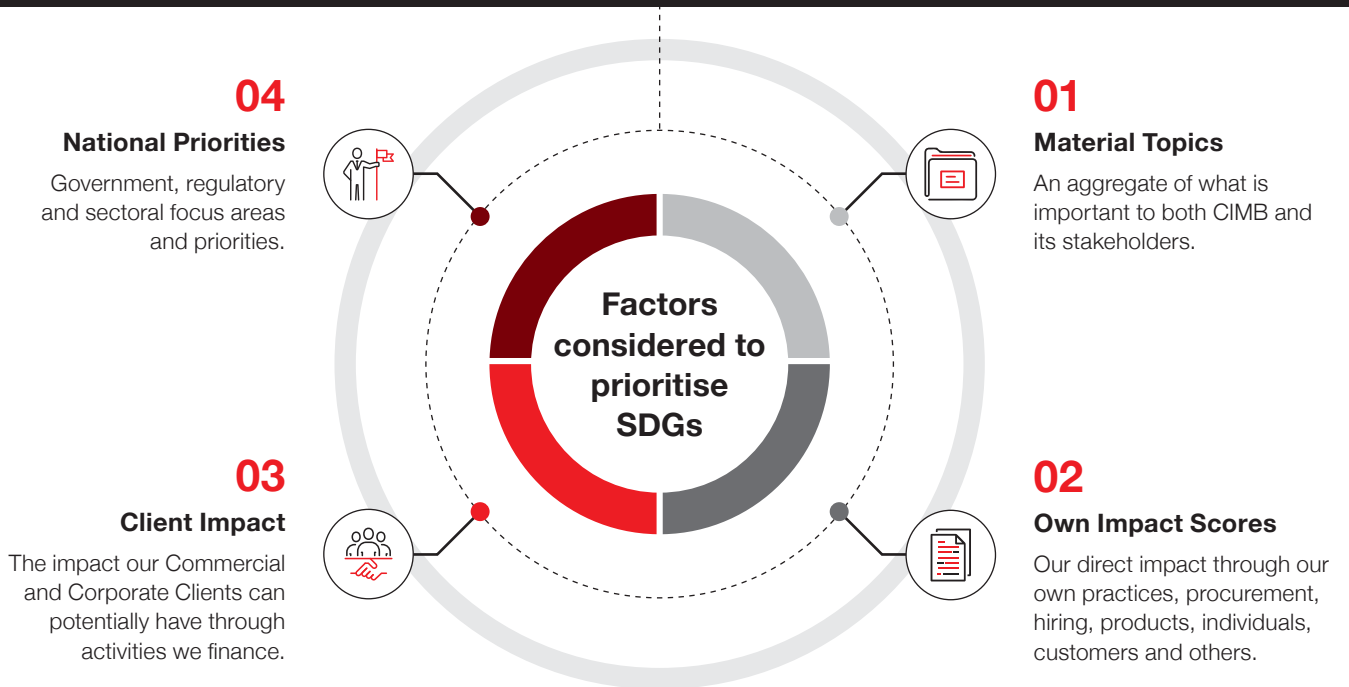 Factors
considered to
prioritise
SDGs
01
Material Topics
An aggregate of what is
important to both CIMB and
its stakeholders.
02
Own Impact Scores
Our direct impact through our
own practices, procurement,
hiring, products, individuals,
customers and others.
03
Client Impact
The impact our Commercial
and Corporate Clients can
potentially have through
activities we finance.
04
National Priorities
Government, regulatory
and sectoral focus areas
and priorities.